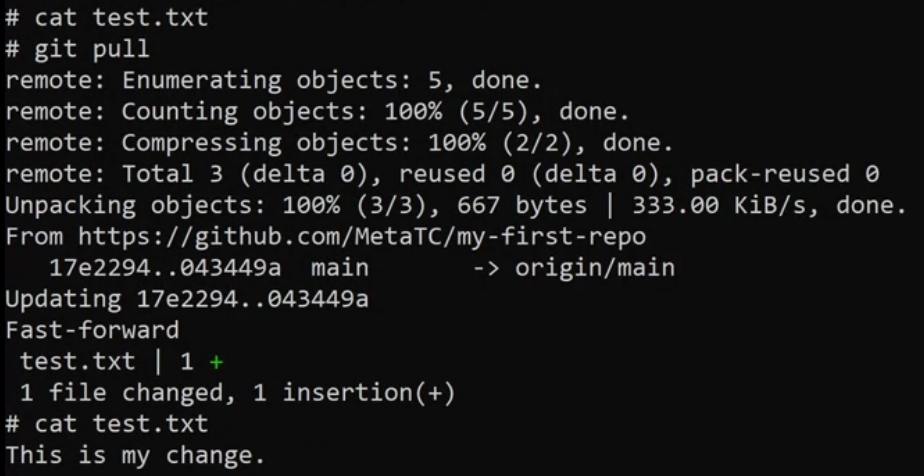 # cat test.txt
# git pull
remote: Enumerating objects: 5, done.
remote: Counting objects: 100% (5/5), done.
remote: Compressing objects: 100% (2/2), done.
remote: Total 3 (delta 0), reused 0 (delta 0), pack-reused 0
Unpacking objects: 100% (3/3), 667 bytes | 333.00 KiB/s, done.
From https://github.com/MetaTC/my-first-repo
   17e2294..043449a  main       -> origin/main
Updating 17e2294..043449a
Fast-forward
 test.txt | 1 +
 1 file changed, 1 insertion(+)
# cat test.txt
This is my change.